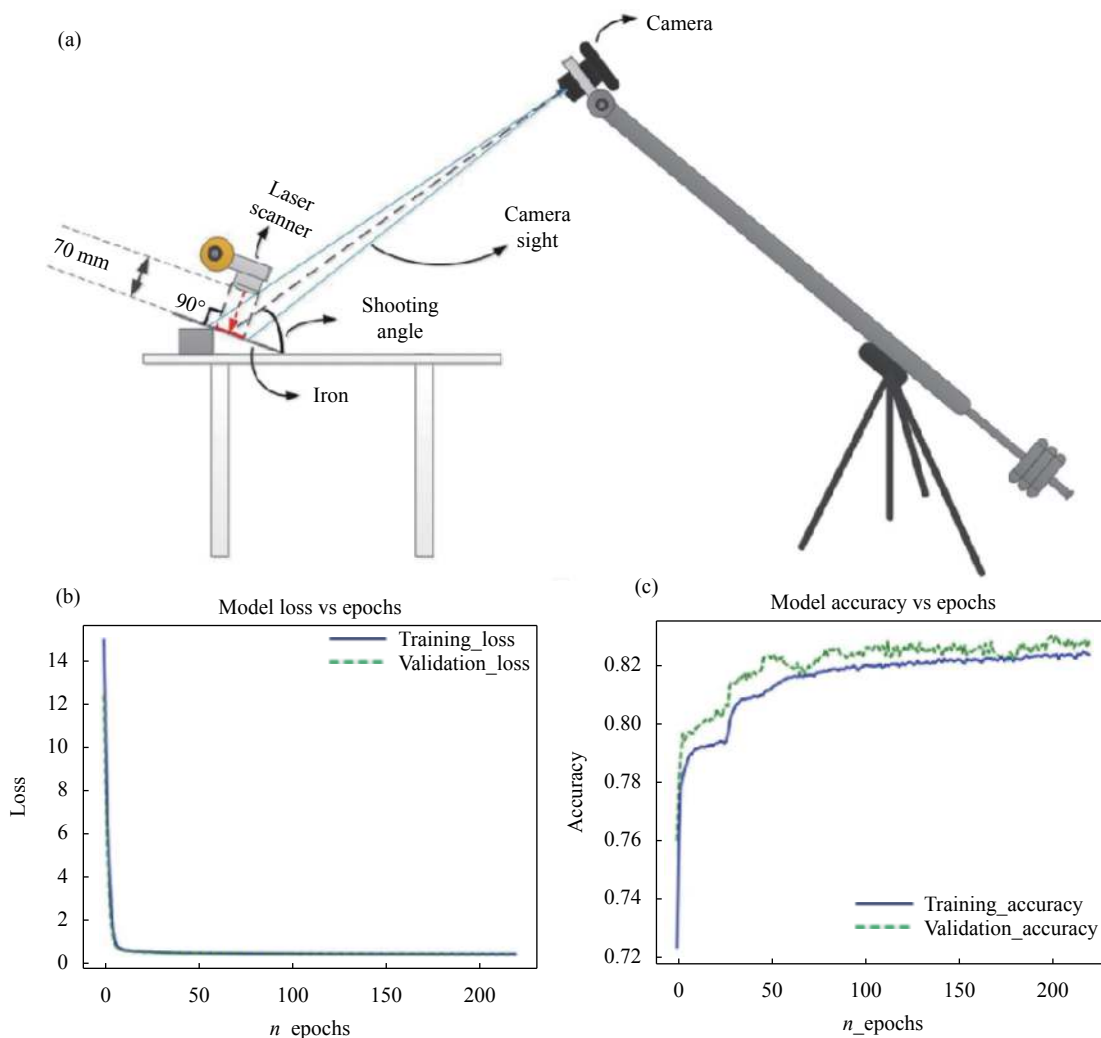 (a)
Camera
Laser
scanner
Camera
sight
70 mm
90°
Shooting
angle
Iron
(b)
Model loss vs epochs
Training_loss
Validation_loss
14
12
10
8
6
4
2
0
Loss
0 50 100 150 200
n epochs
(c)
Model accuracy vs epochs
0.82
0.80
0.78
0.76
0.74
0.72
Accuracy
Training_accuracy
Validation_accuracy
0 50 100 150 200
n_epochs